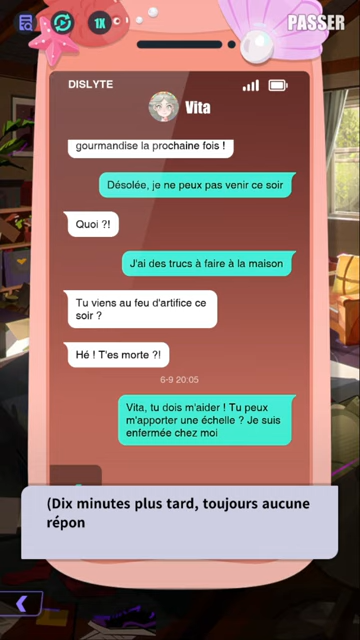 1X
PASSER
DISLYTE
Vita
gourmandise la prochaine fois !
Désolée, je ne peux pas venir ce soir
Quoi ?!
J'ai des trucs à faire à la maison
Tu viens au feu d'artifice ce
soir ?
Hé ! T'es morte ?!
6-9 20:05
Vita, tu dois m'aider ! Tu peux
m'apporter une échelle ? Je suis
enfermée chez moi
(Dix minutes plus tard, toujours aucune
répon